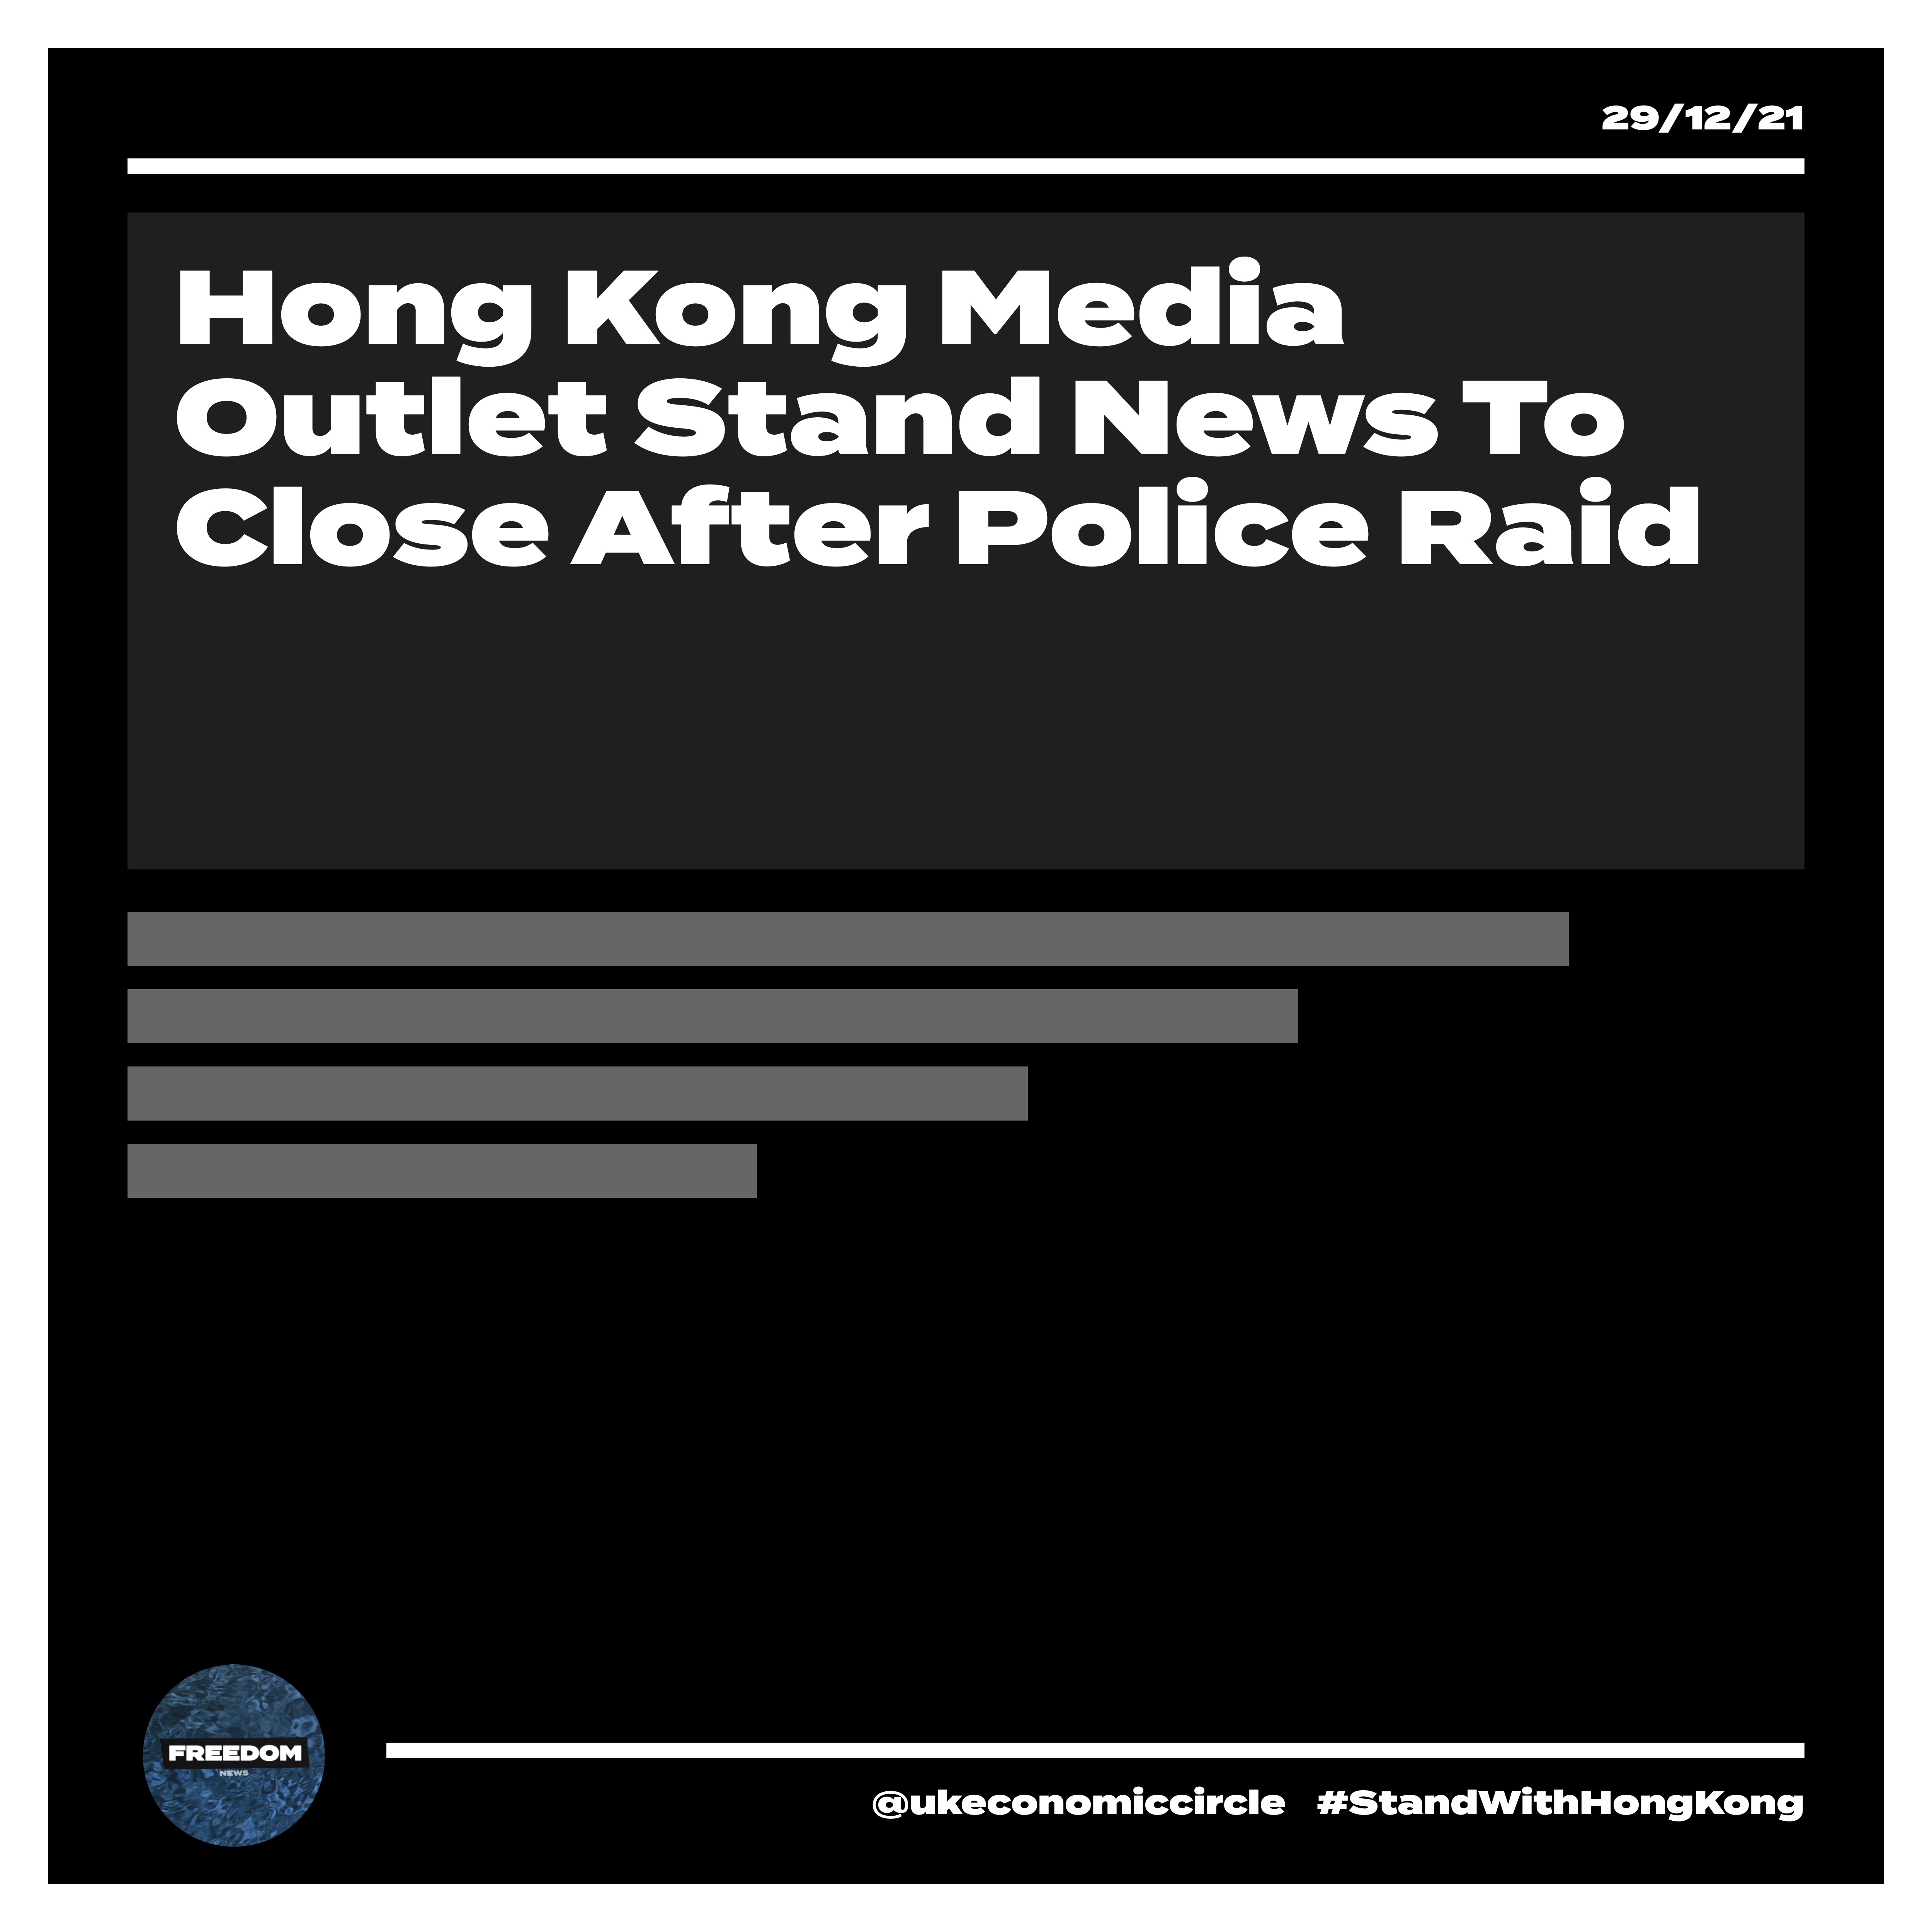 29/12/21
Hong Kong Media
Outlet Stand News To
Close After Police Raid
FREEDOM
NEWS
@ukeconomiccircle #StandWithHongKong